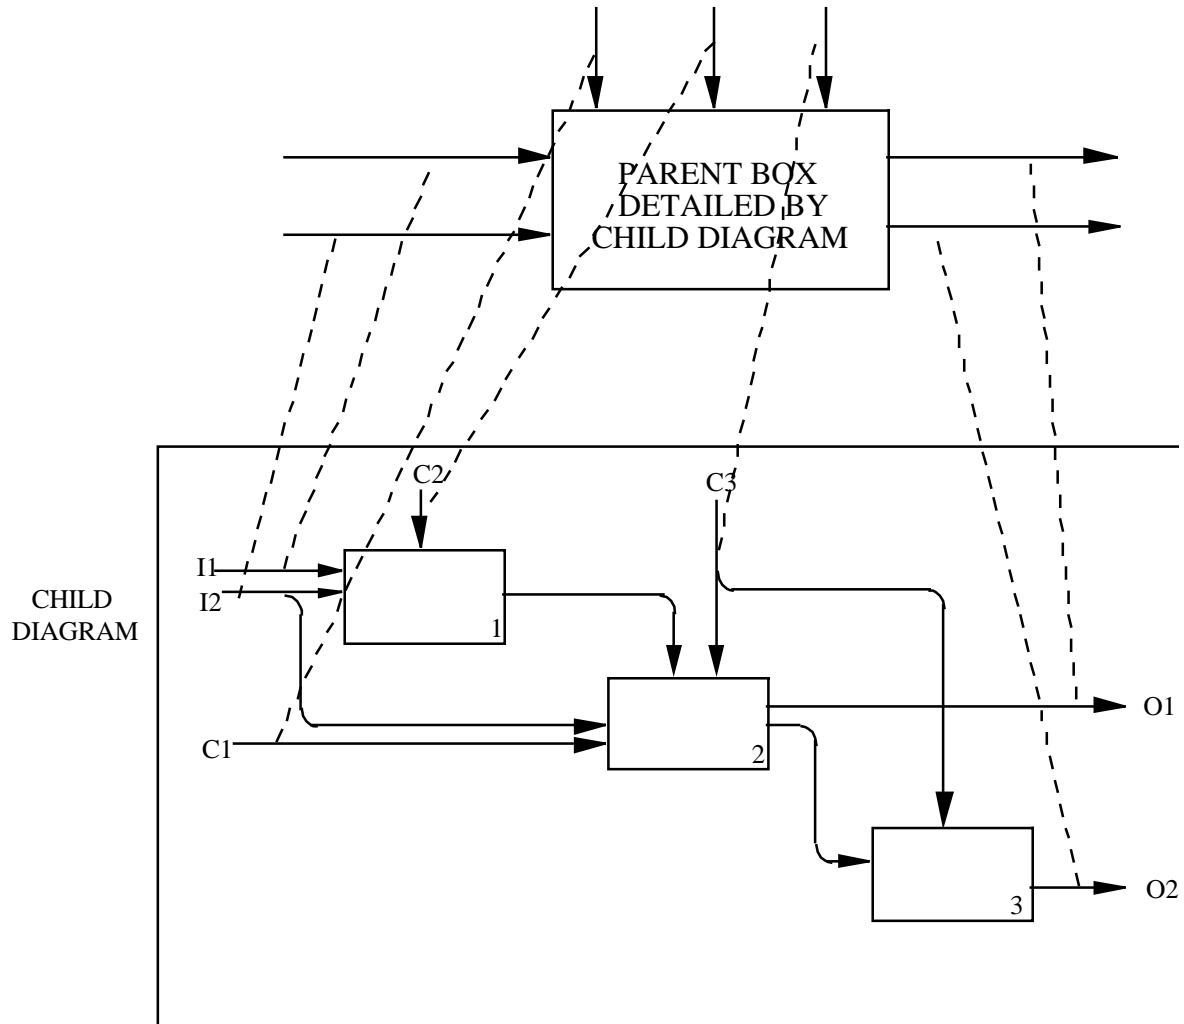 PARENT BOX
DETAILED BY
CHILD DIAGRAM
C2
C3
I1
I2
CHILD
DIAGRAM
1
O1
C1
2
O2
3